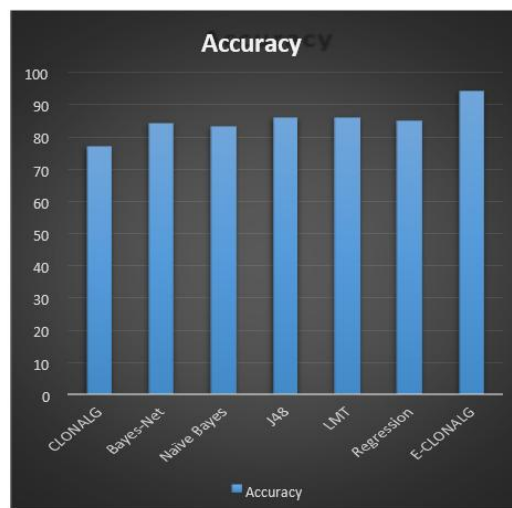 Accuracy
100
90
80
70
60
50
40
30
20
10
0
CLONALG
Bayes-Net
Naïve Bayes
J48
LMT
Regression
E-CLONALG
Accuracy